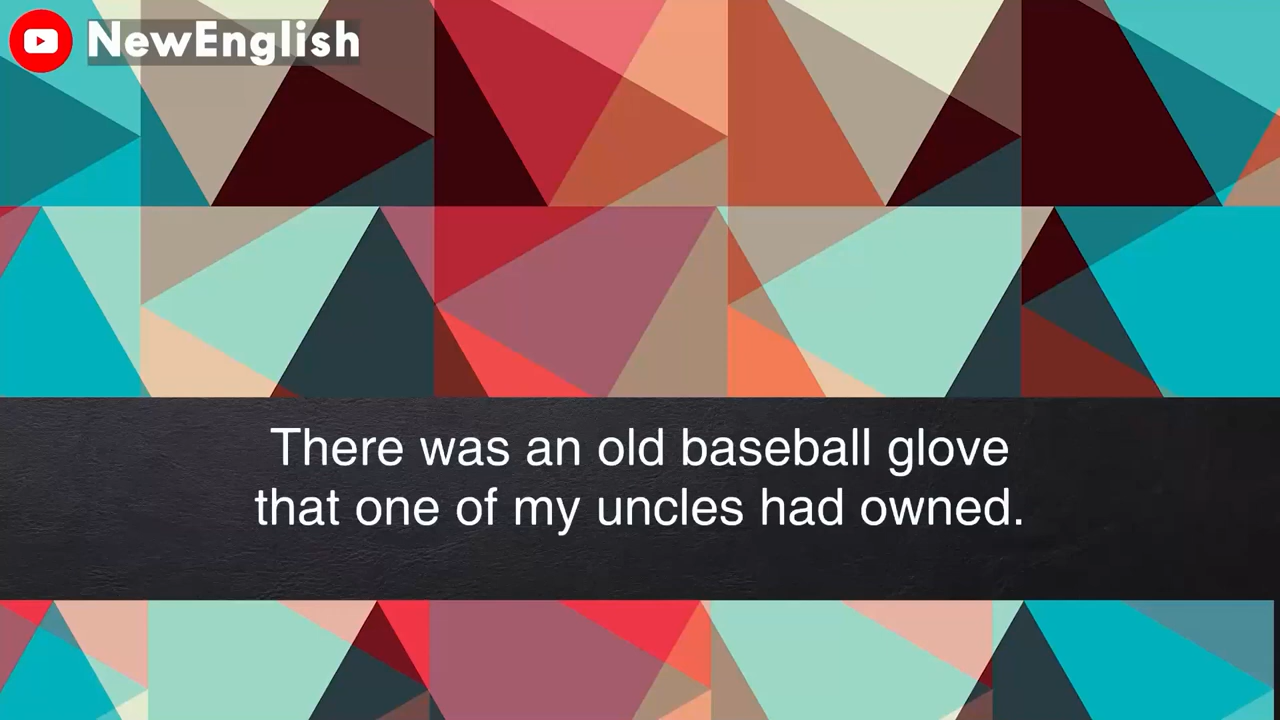 NewEnglish
There was an old baseball glove
that one of my uncles had owned.